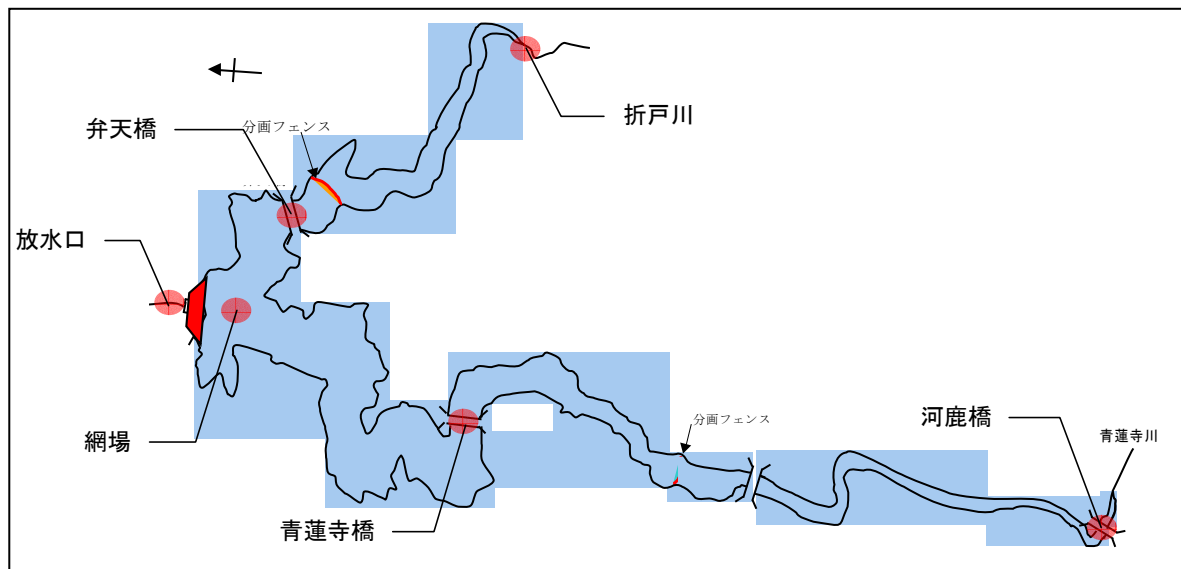 折戸川
弁天橋
分画フェンス
放水口
網場
青蓮寺橋
分画フェンス
河鹿橋
青蓮寺川